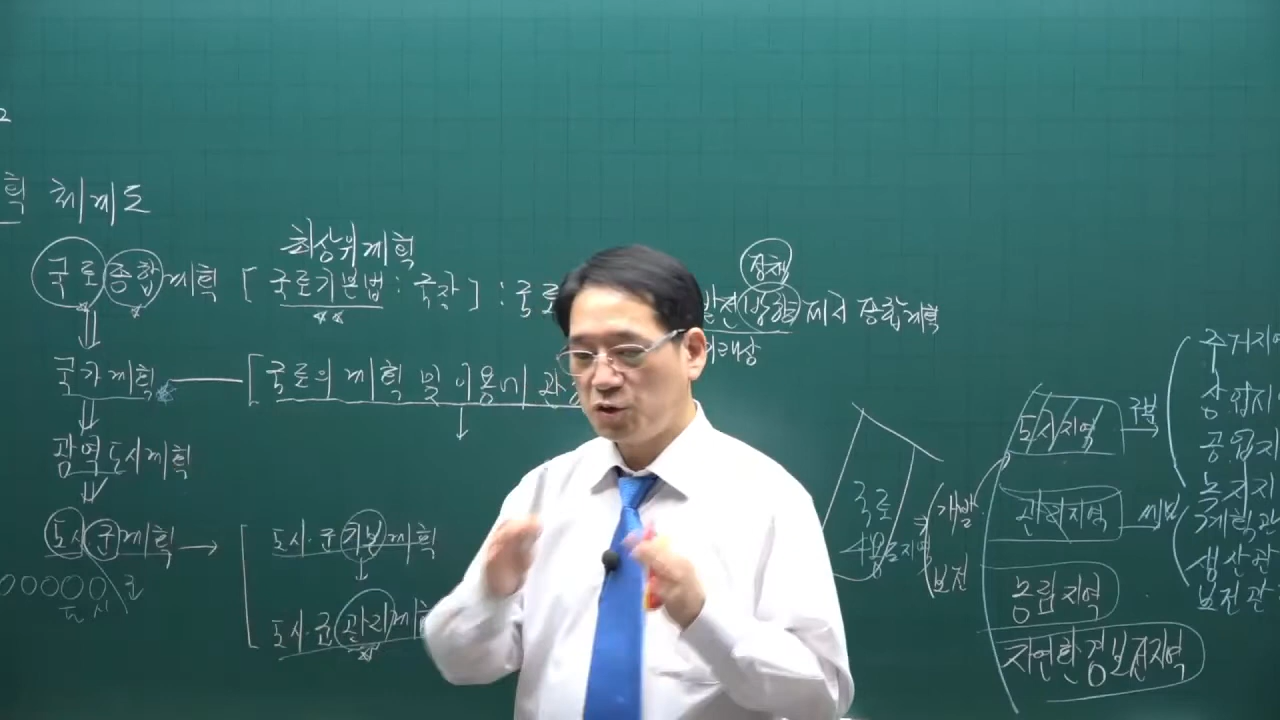 획 체계도
최상위계획
국토종합계획 [국토기본법:국장]:국토
정책
발전방향 제시 종합계획
국가계획 [국토의 계획 및 이용에 관
광역도시계획
도시군계획 → [도시·군기본계획
도시·군관리계획
국토
4용도지역
개발
보전
도시지역 →
관리지역
농림지역
자연환경보전지역
주거지역
상업지
공업지
녹지지
계획관
생산관
보전관